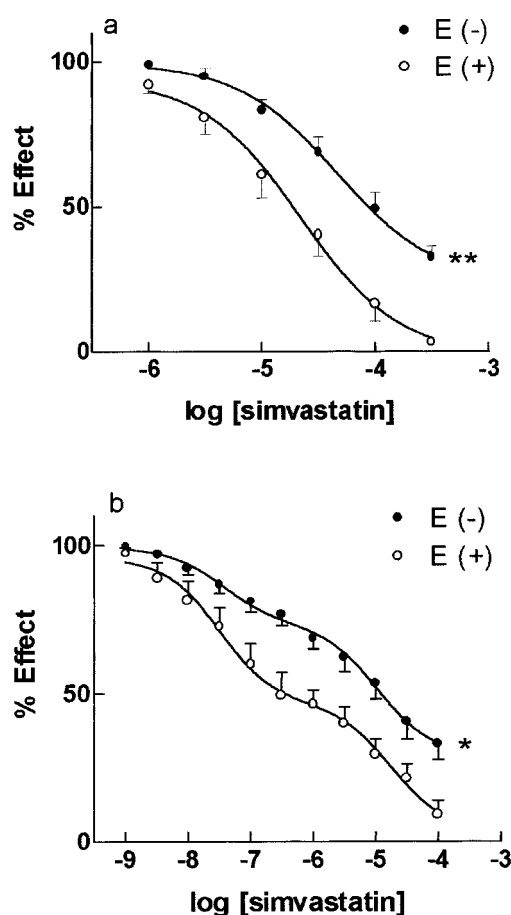 a
E (-)
E (+)
100
50
0
% Effect
**
-6 -5 -4 -3
log [simvastatin]
b
E (-)
E (+)
100
50
0
% Effect
*
-9 -8 -7 -6 -5 -4 -3
log [simvastatin]